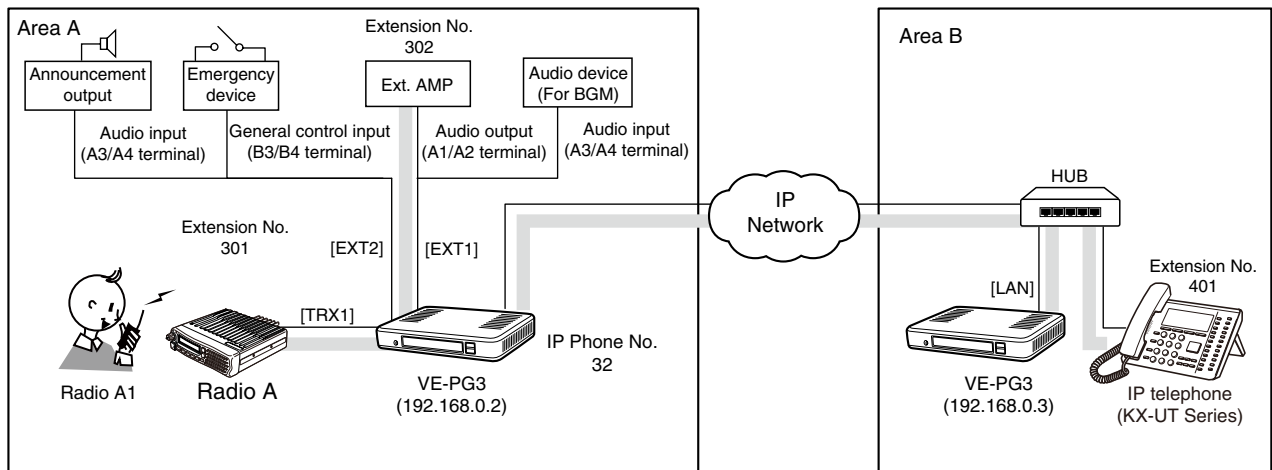 Area A
Extension No.
302
Announcement
output
Emergency
device
Ext. AMP
Audio device
(For BGM)
Audio input
(A3/A4 terminal)
General control input
(B3/B4 terminal)
Audio output
(A1/A2 terminal)
Audio input
(A3/A4 terminal)
Extension No.
301
[EXT2]
[EXT1]
[TRX1]
Radio A1
Radio A
VE-PG3
(192.168.0.2)
IP Phone No.
32
IP
Network
Area B
HUB
[LAN]
Extension No.
401
VE-PG3
(192.168.0.3)
IP telephone
(KX-UT Series)